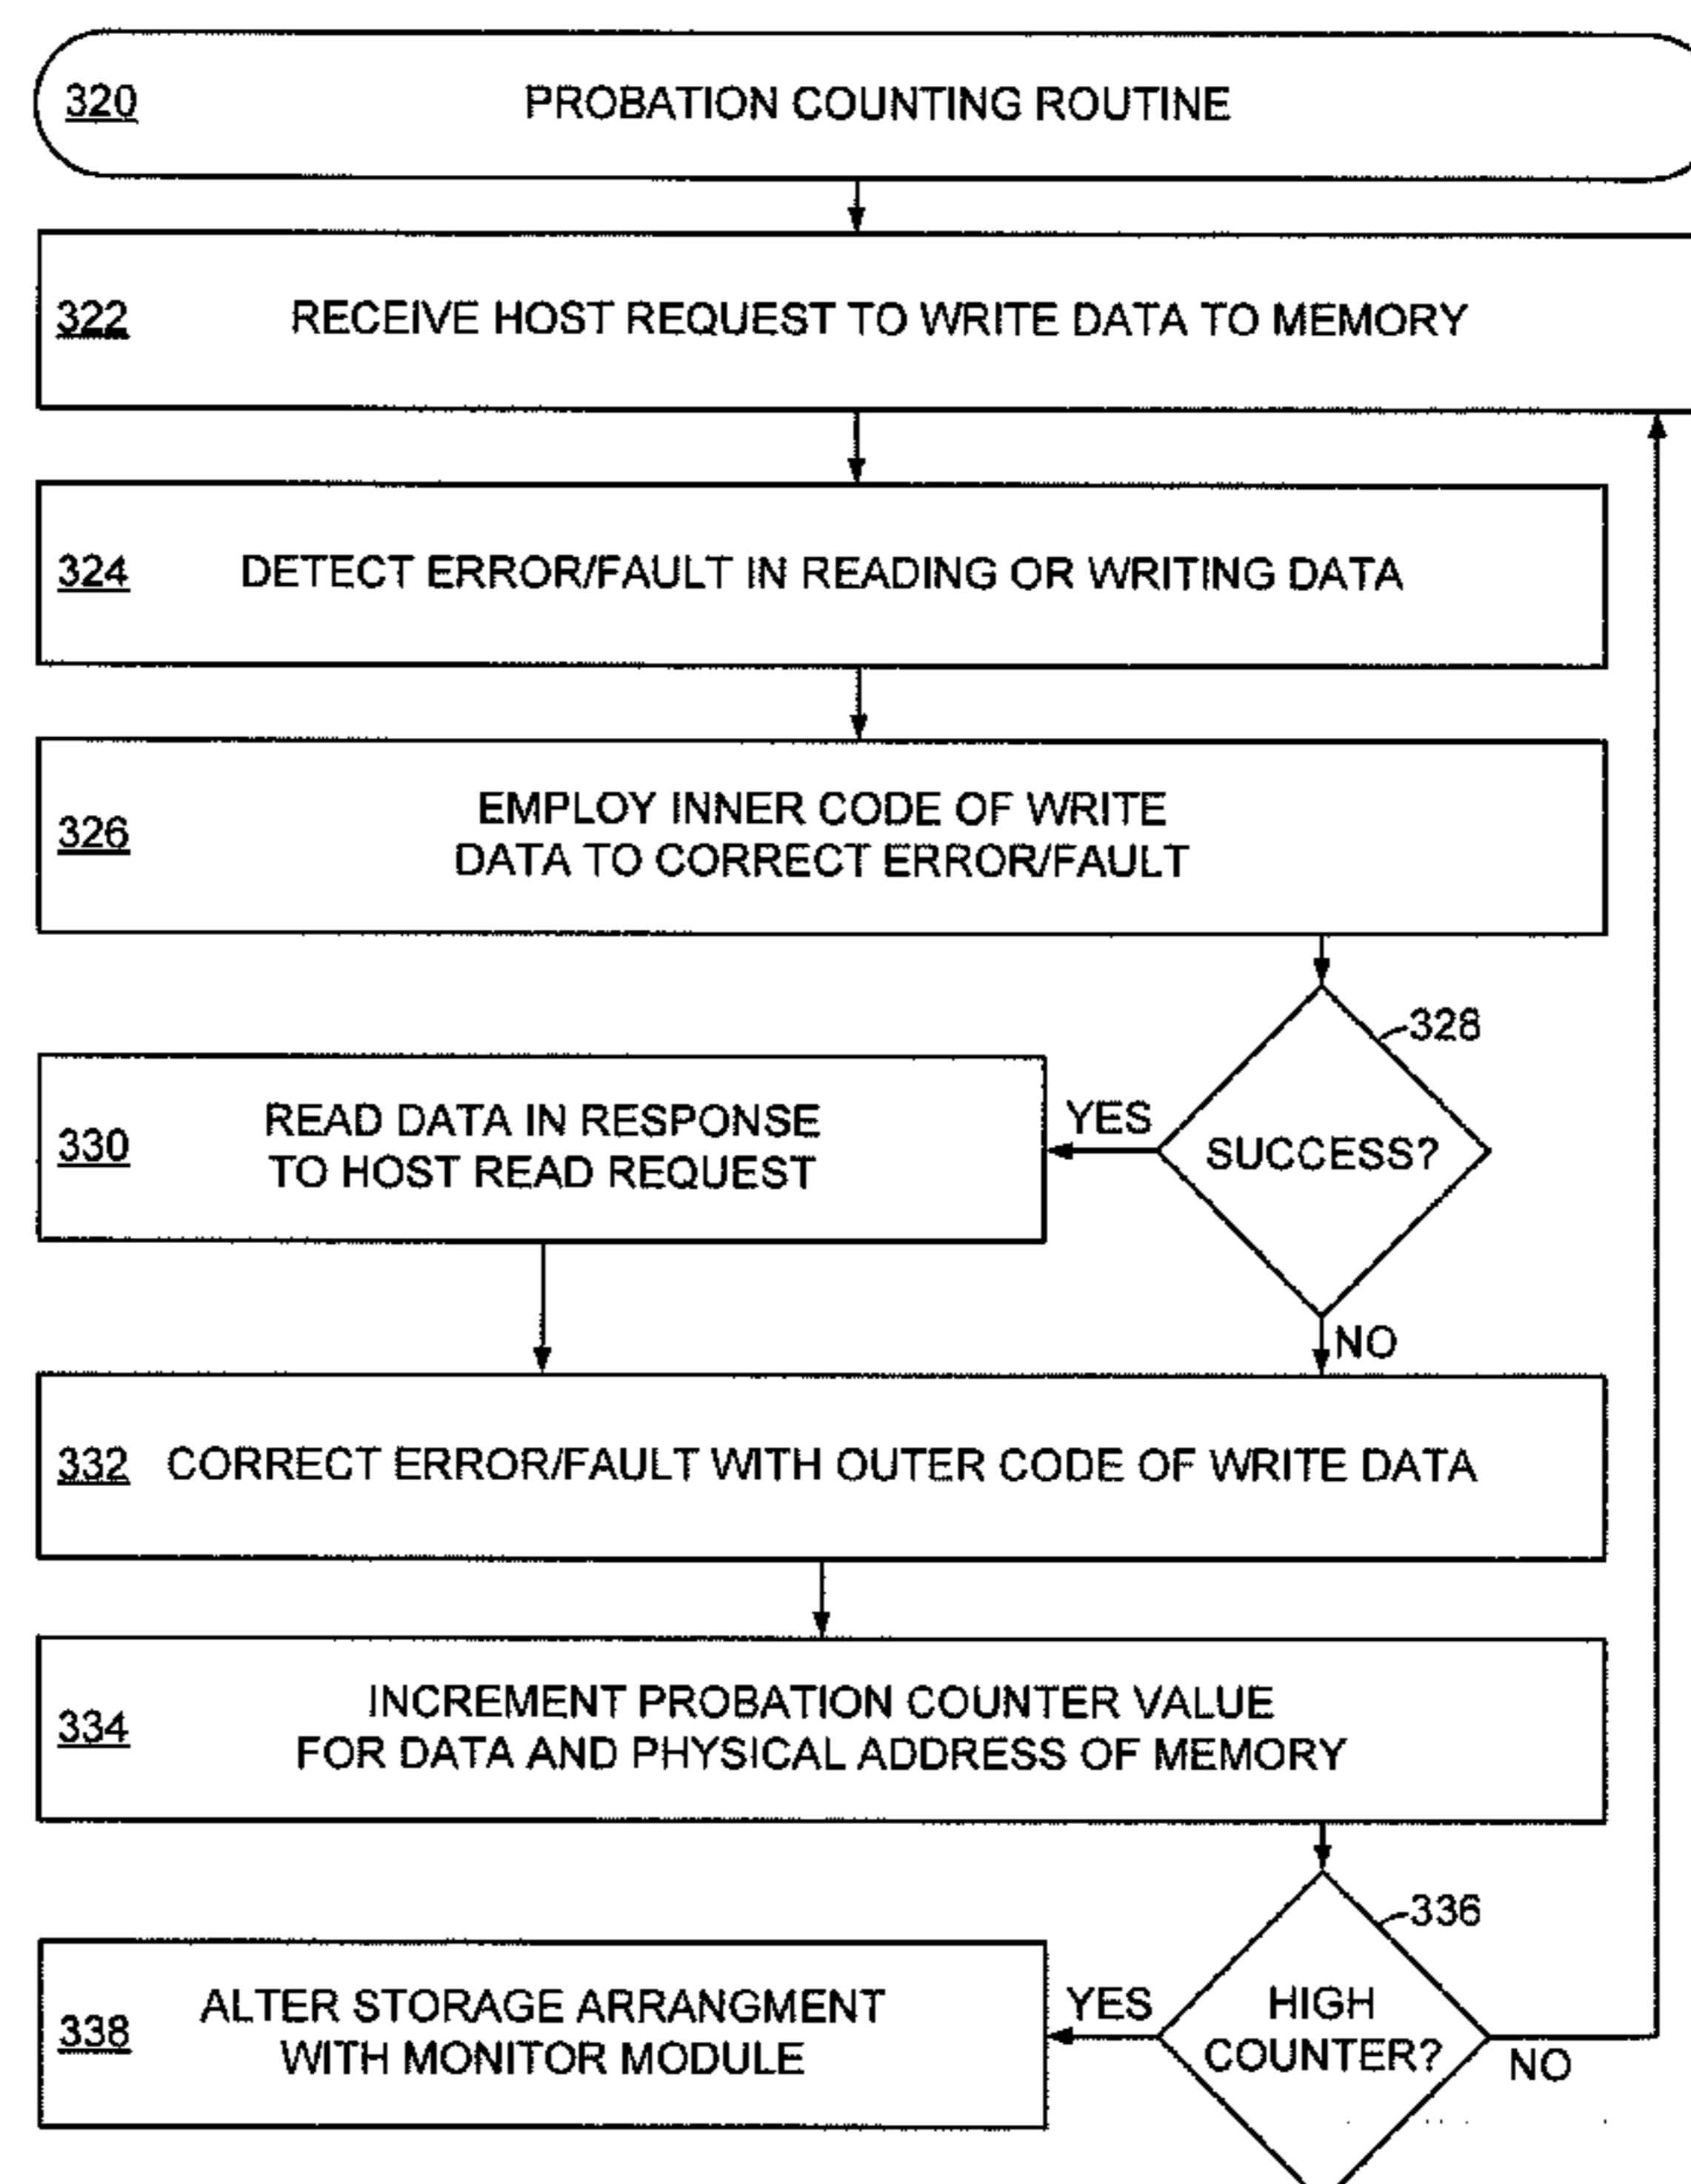 320 PROBATION COUNTING ROUTINE
322 RECEIVE HOST REQUEST TO WRITE DATA TO MEMORY
324 DETECT ERROR/FAULT IN READING OR WRITING DATA
326 EMPLOY INNER CODE OF WRITE
DATA TO CORRECT ERROR/FAULT
328
SUCCESS?
YES
330 READ DATA IN RESPONSE
TO HOST READ REQUEST
NO
332 CORRECT ERROR/FAULT WITH OUTER CODE OF WRITE DATA
334 INCREMENT PROBATION COUNTER VALUE
FOR DATA AND PHYSICAL ADDRESS OF MEMORY
336
HIGH
COUNTER?
YES
NO
338 ALTER STORAGE ARRANGMENT
WITH MONITOR MODULE